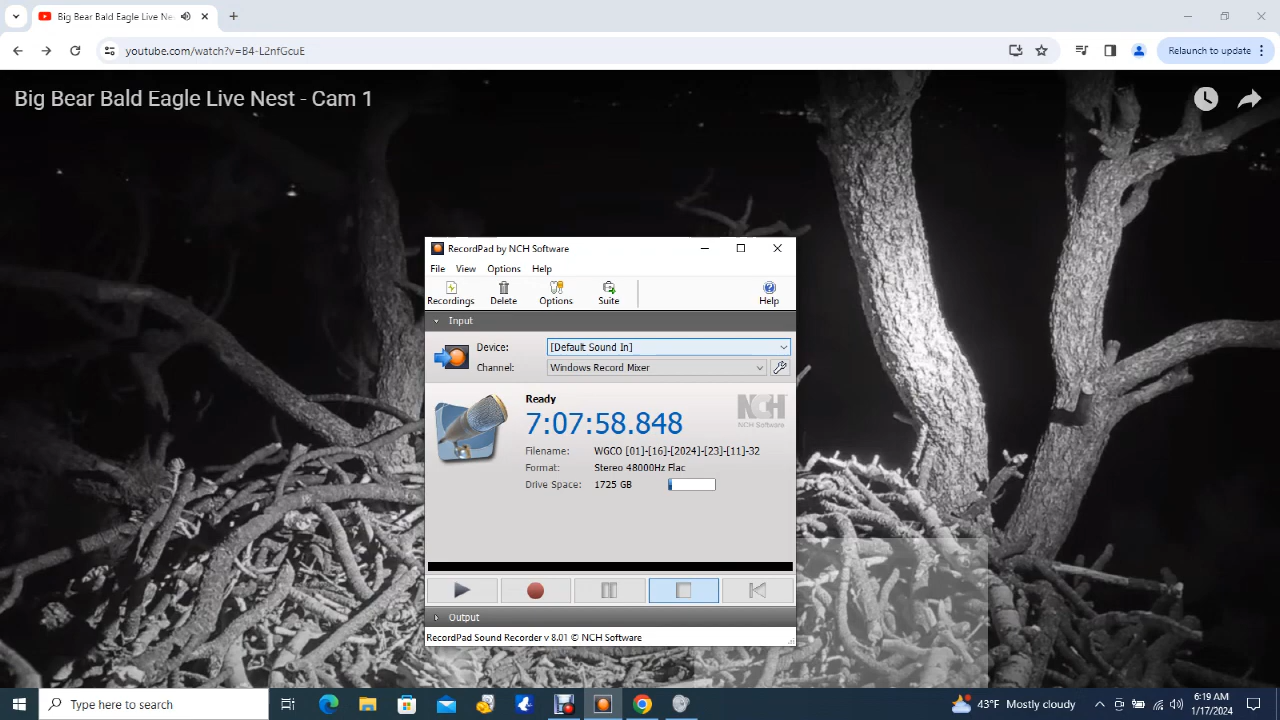 Big Bear Bald Eagle Live Ne
youtube.com/watch?v=B4-L2nfGcuE
Relaunch to update
Big Bear Bald Eagle Live Nest - Cam 1
RecordPad by NCH Software
File View Options Help
Recordings Delete Options Suite Help
Input
Device: [Default Sound In]
Channel: Windows Record Mixer
Ready
7:07:58.848
NCH
NCH Software
Filename: WGCO [01]-[16]-[2024]-[23]-[11]-32
Format: Stereo 48000Hz Flac
Drive Space: 1725 GB
Output
RecordPad Sound Recorder v 8.01 © NCH Software
Type here to search
43°F Mostly cloudy
6:19 AM
1/17/2024